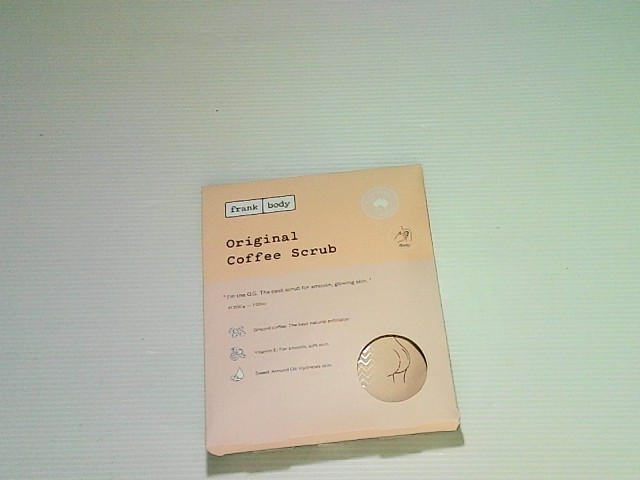 frank body
Original
Coffee Scrub
"I'm the O.G. The best scrub for smooth, glowing skin."
Ground coffee: The best natural exfoliator
Vitamin E: For smooth, soft skin
Sweet Almond Oil: Hydrates skin